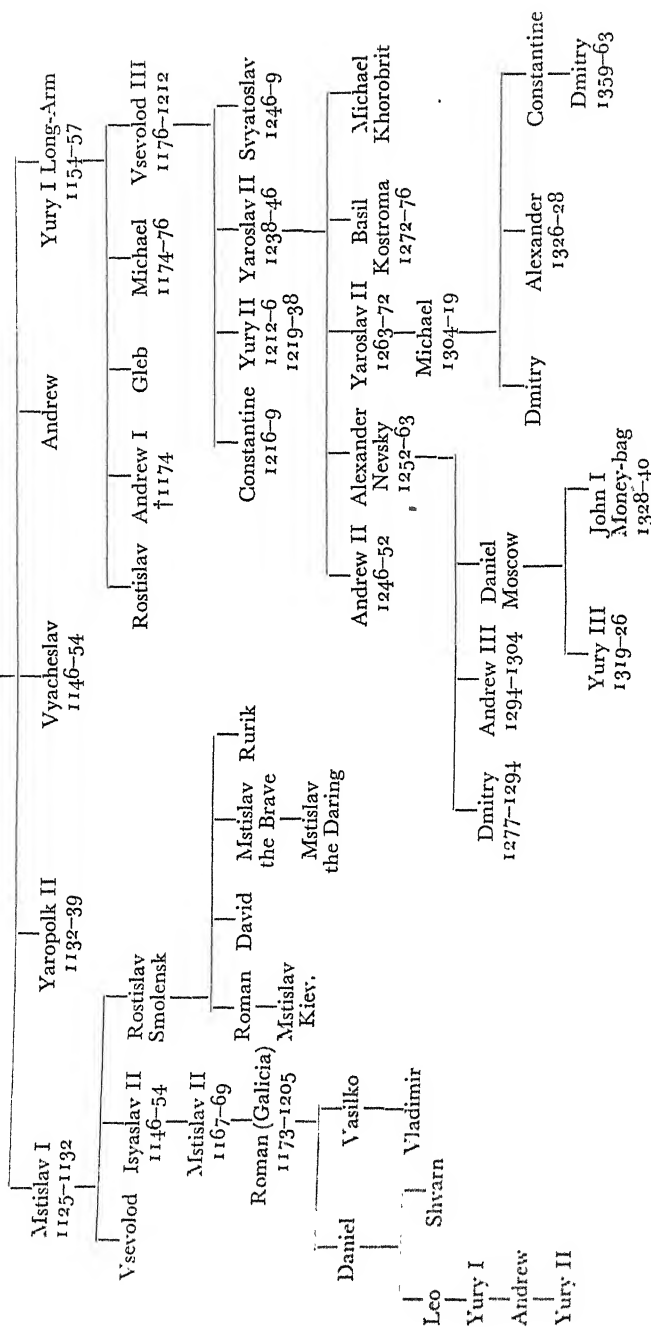 Mstislav I Yaropolk II Vyacheslav Andrew Yury I Long-Arm
1125–1132 1132–39 1146–54 1154–57
Vsevolod Isyaslav II Rostislav Rostislav Andrew I Gleb Michael Vsevolod III
1146–54 Smolensk †1174 1174–76 1176–1212
Mstislav II Roman David Mstislav Rurik Constantine Yury II Yaroslav II Svyatoslav
1167–69 the Brave 1216–9 1212–6 1238–46 1246–9
1219–38
Roman (Galicia) Mstislav Mstislav Andrew II Alexander Yaroslav II Basil Michael
1173–1205 Kiev. the Daring 1246–52 Nevsky 1263–72 Kostroma Khorobrit
1252–63 1272–76
Michael
1304–19
Daniel Vasilko Dmitry Andrew III Daniel Dmitry Alexander Constantine
1277–1294 1294–1304 Moscow 1326–28
Leo Shvarn Vladimir Yury III John I Dmitry
1319–26 Money-bag 1359–63
1328–40
Yury I
Andrew
Yury II